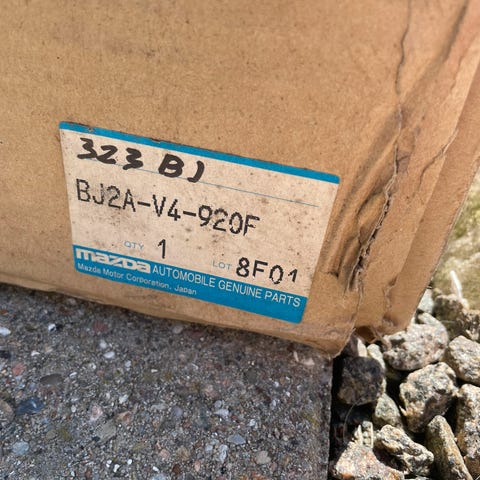 323 BJ
BJ2A-V4-920F
QTY 1 LOT 8F01
mazda AUTOMOBILE GENUINE PARTS
Mazda Motor Corporation, Japan